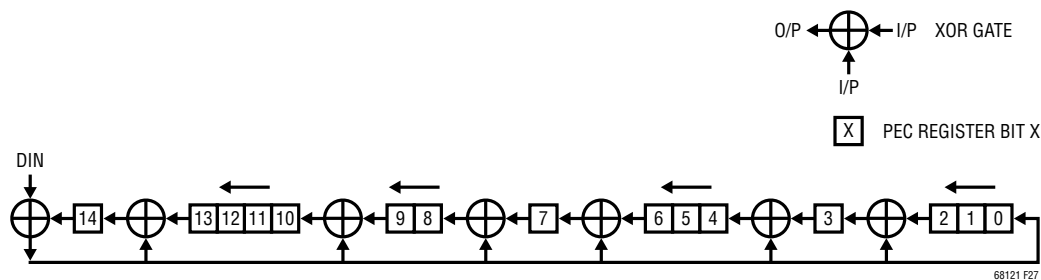 O/P I/P XOR GATE
I/P
X PEC REGISTER BIT X
DIN
14 13 12 11 10 9 8 7 6 5 4 3 2 1 0
68121 F27